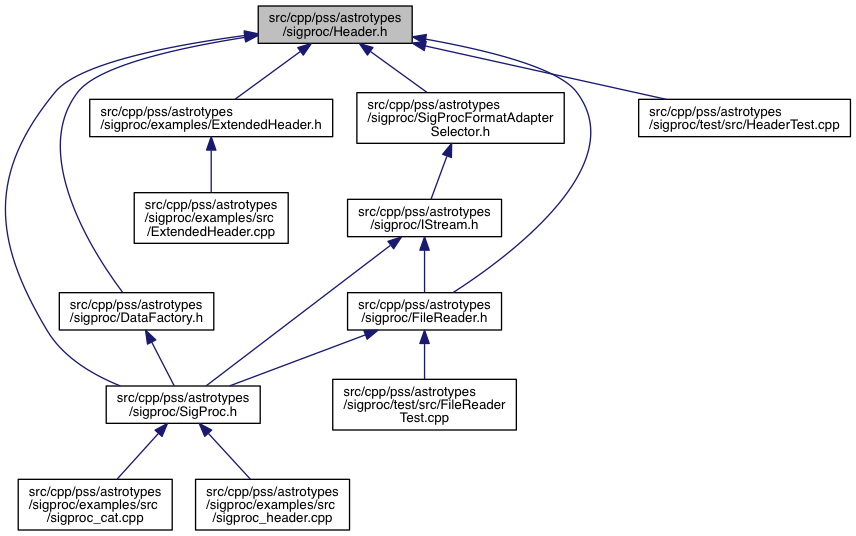 src/cpp/pss/astrotypes
/sigproc/Header.h
src/cpp/pss/astrotypes
/sigproc/examples/ExtendedHeader.h
src/cpp/pss/astrotypes
/sigproc/SigProcFormatAdapter
Selector.h
src/cpp/pss/astrotypes
/sigproc/test/src/HeaderTest.cpp
src/cpp/pss/astrotypes
/sigproc/examples/src
/ExtendedHeader.cpp
src/cpp/pss/astrotypes
/sigproc/IStream.h
src/cpp/pss/astrotypes
/sigproc/DataFactory.h
src/cpp/pss/astrotypes
/sigproc/FileReader.h
src/cpp/pss/astrotypes
/sigproc/SigProc.h
src/cpp/pss/astrotypes
/sigproc/test/src/FileReader
Test.cpp
src/cpp/pss/astrotypes
/sigproc/examples/src
/sigproc_cat.cpp
src/cpp/pss/astrotypes
/sigproc/examples/src
/sigproc_header.cpp